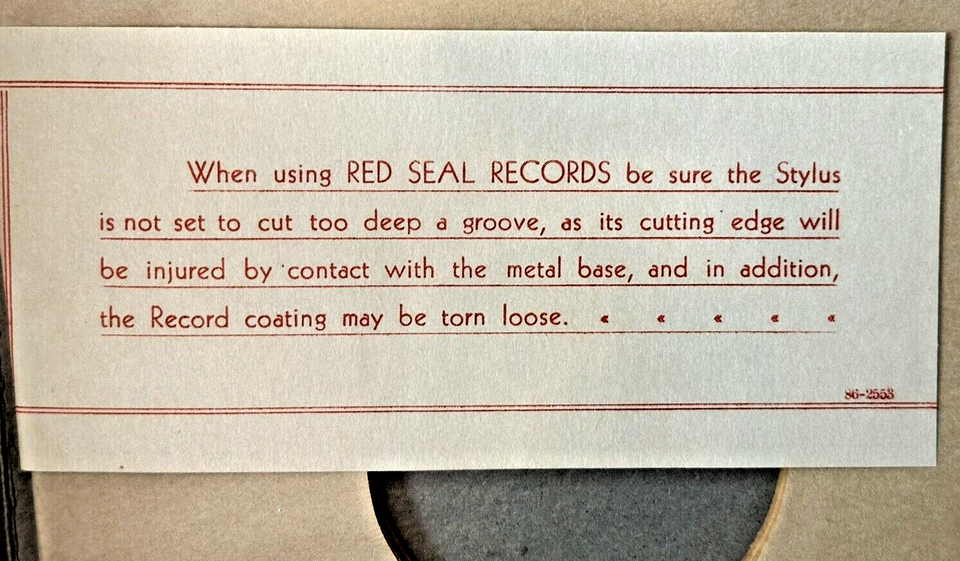 When using RED SEAL RECORDS be sure the Stylus
is not set to cut too deep a groove, as its cutting edge will
be injured by contact with the metal base, and in addition,
the Record coating may be torn loose. « « « « «
86-2553